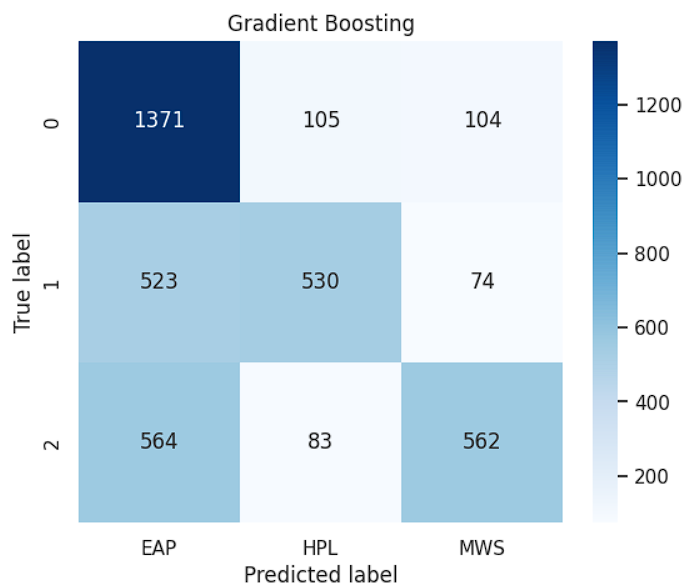 Gradient Boosting
0 1371 105 104
1 523 530 74
2 564 83 562
True label
EAP HPL MWS
Predicted label
1200
1000
800
600
400
200